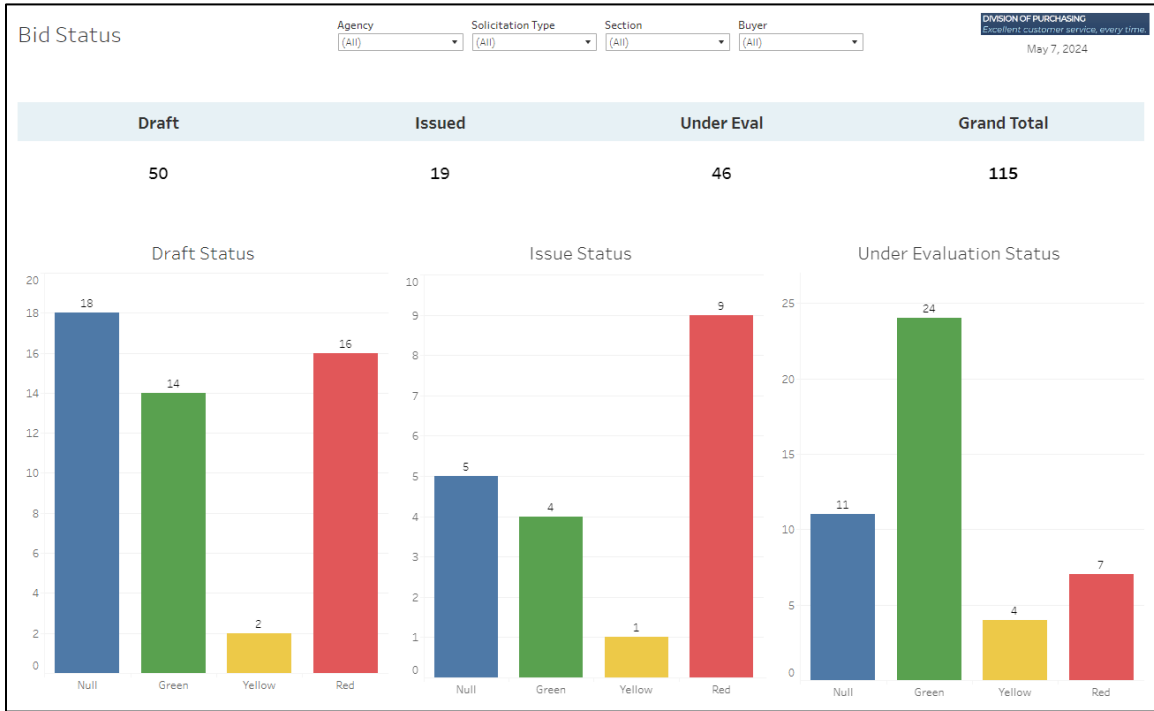 Bid Status
Agency Solicitation Type Section Buyer
(All) (All) (All) (All)
DIVISION OF PURCHASING
Excellent customer service, every time.
May 7, 2024
Draft Issued Under Eval Grand Total
50 19 46 115
Draft Status
20
18
16
14
12
10
8
6
4
2
0
18
14
2
16
Null Green Yellow Red
Issue Status
10
9
8
7
6
5
4
3
2
1
0
5
4
1
9
Null Green Yellow Red
Under Evaluation Status
25
20
15
10
5
0
11
24
4
7
Null Green Yellow Red